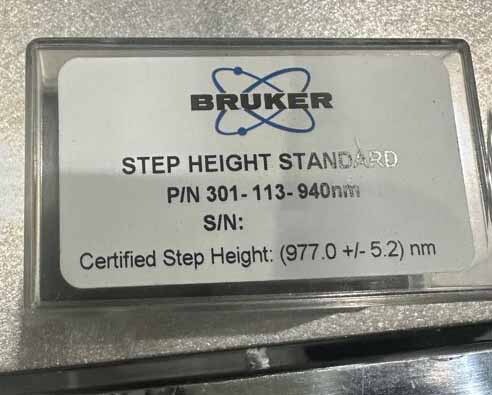 BRUKER
STEP HEIGHT STANDARD
P/N 301-113-940nm
S/N:
Certified Step Height: (977.0 +/- 5.2) nm